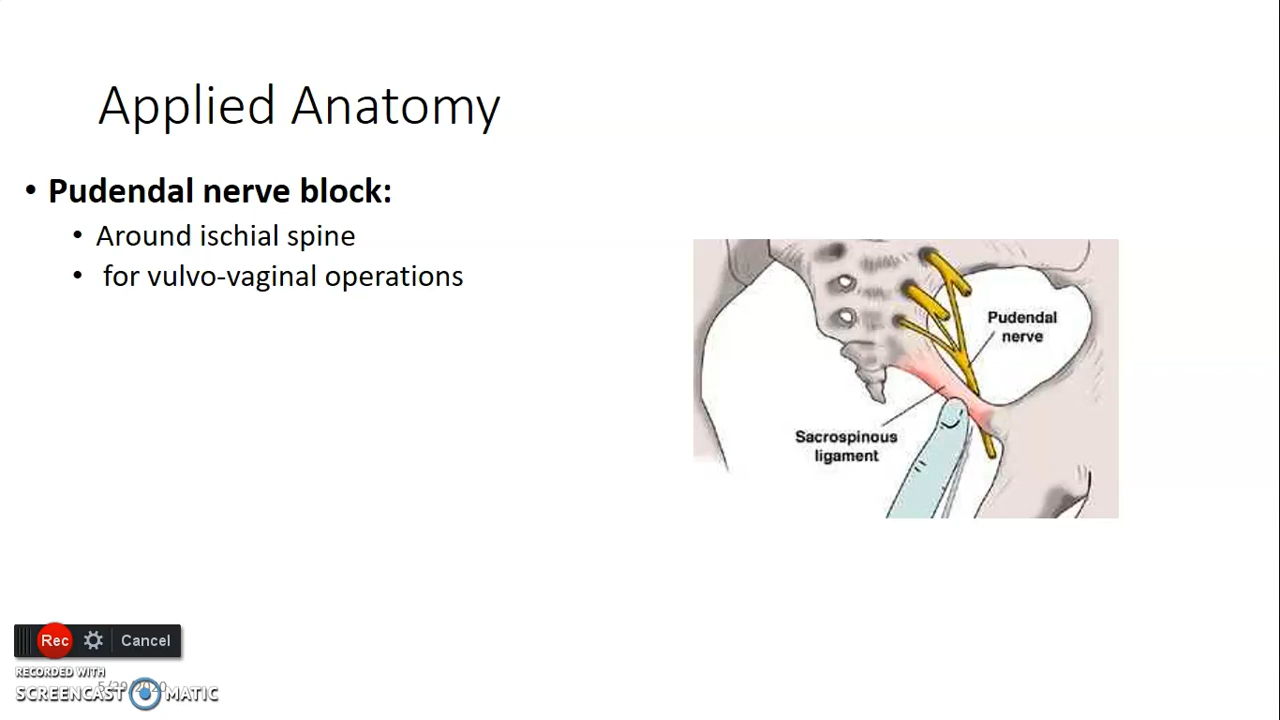 Applied Anatomy
• Pudendal nerve block:
• Around ischial spine
• for vulvo-vaginal operations
Pudendal
nerve
Sacrospinous
ligament
Rec Cancel
RECORDED WITH
SCREENCAST MATIC